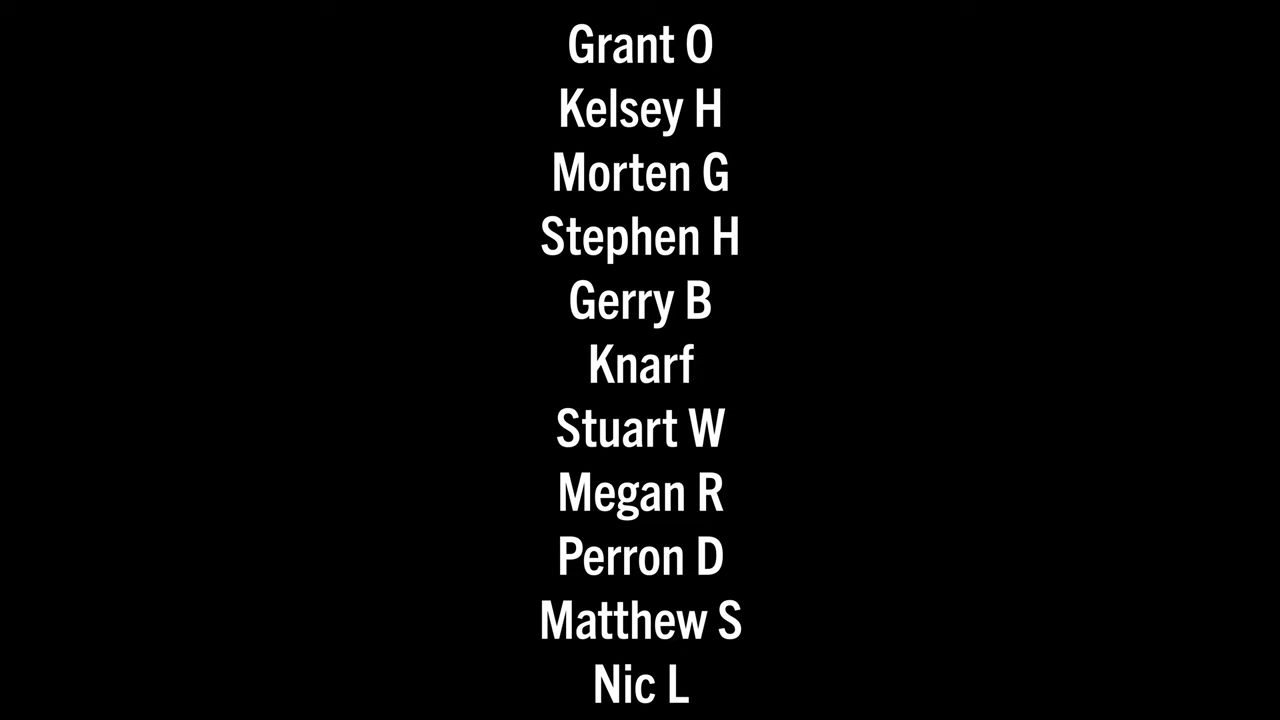 Grant O
Kelsey H
Morten G
Stephen H
Gerry B
Knarf
Stuart W
Megan R
Perron D
Matthew S
Nic L